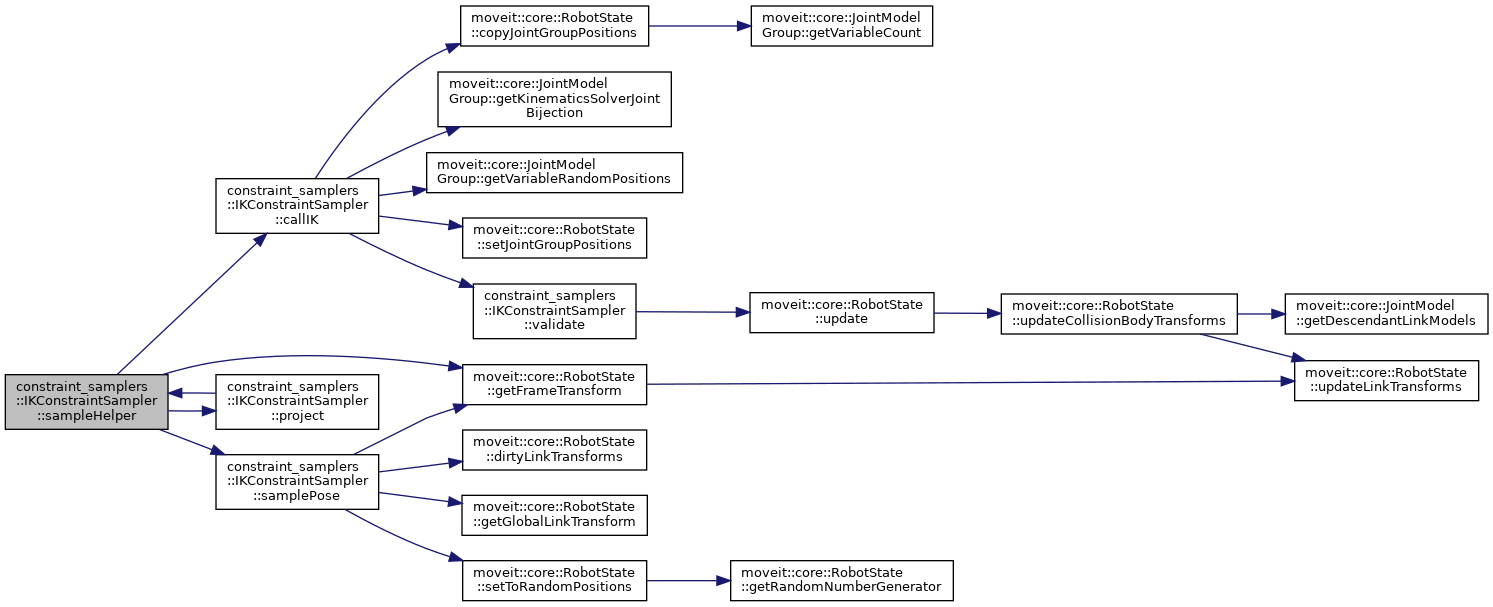 moveit::core::RobotState
::copyJointGroupPositions
moveit::core::JointModel
Group::getVariableCount
moveit::core::JointModel
Group::getKinematicsSolverJoint
Bijection
moveit::core::JointModel
Group::getVariableRandomPositions
constraint_samplers
::IKConstraintSampler
::callIK
moveit::core::RobotState
::setJointGroupPositions
constraint_samplers
::IKConstraintSampler
::validate
moveit::core::RobotState
::update
moveit::core::RobotState
::updateCollisionBodyTransforms
moveit::core::JointModel
::getDescendantLinkModels
moveit::core::RobotState
::updateLinkTransforms
constraint_samplers
::IKConstraintSampler
::sampleHelper
constraint_samplers
::IKConstraintSampler
::project
moveit::core::RobotState
::getFrameTransform
constraint_samplers
::IKConstraintSampler
::samplePose
moveit::core::RobotState
::dirtyLinkTransforms
moveit::core::RobotState
::getGlobalLinkTransform
moveit::core::RobotState
::setToRandomPositions
moveit::core::RobotState
::getRandomNumberGenerator